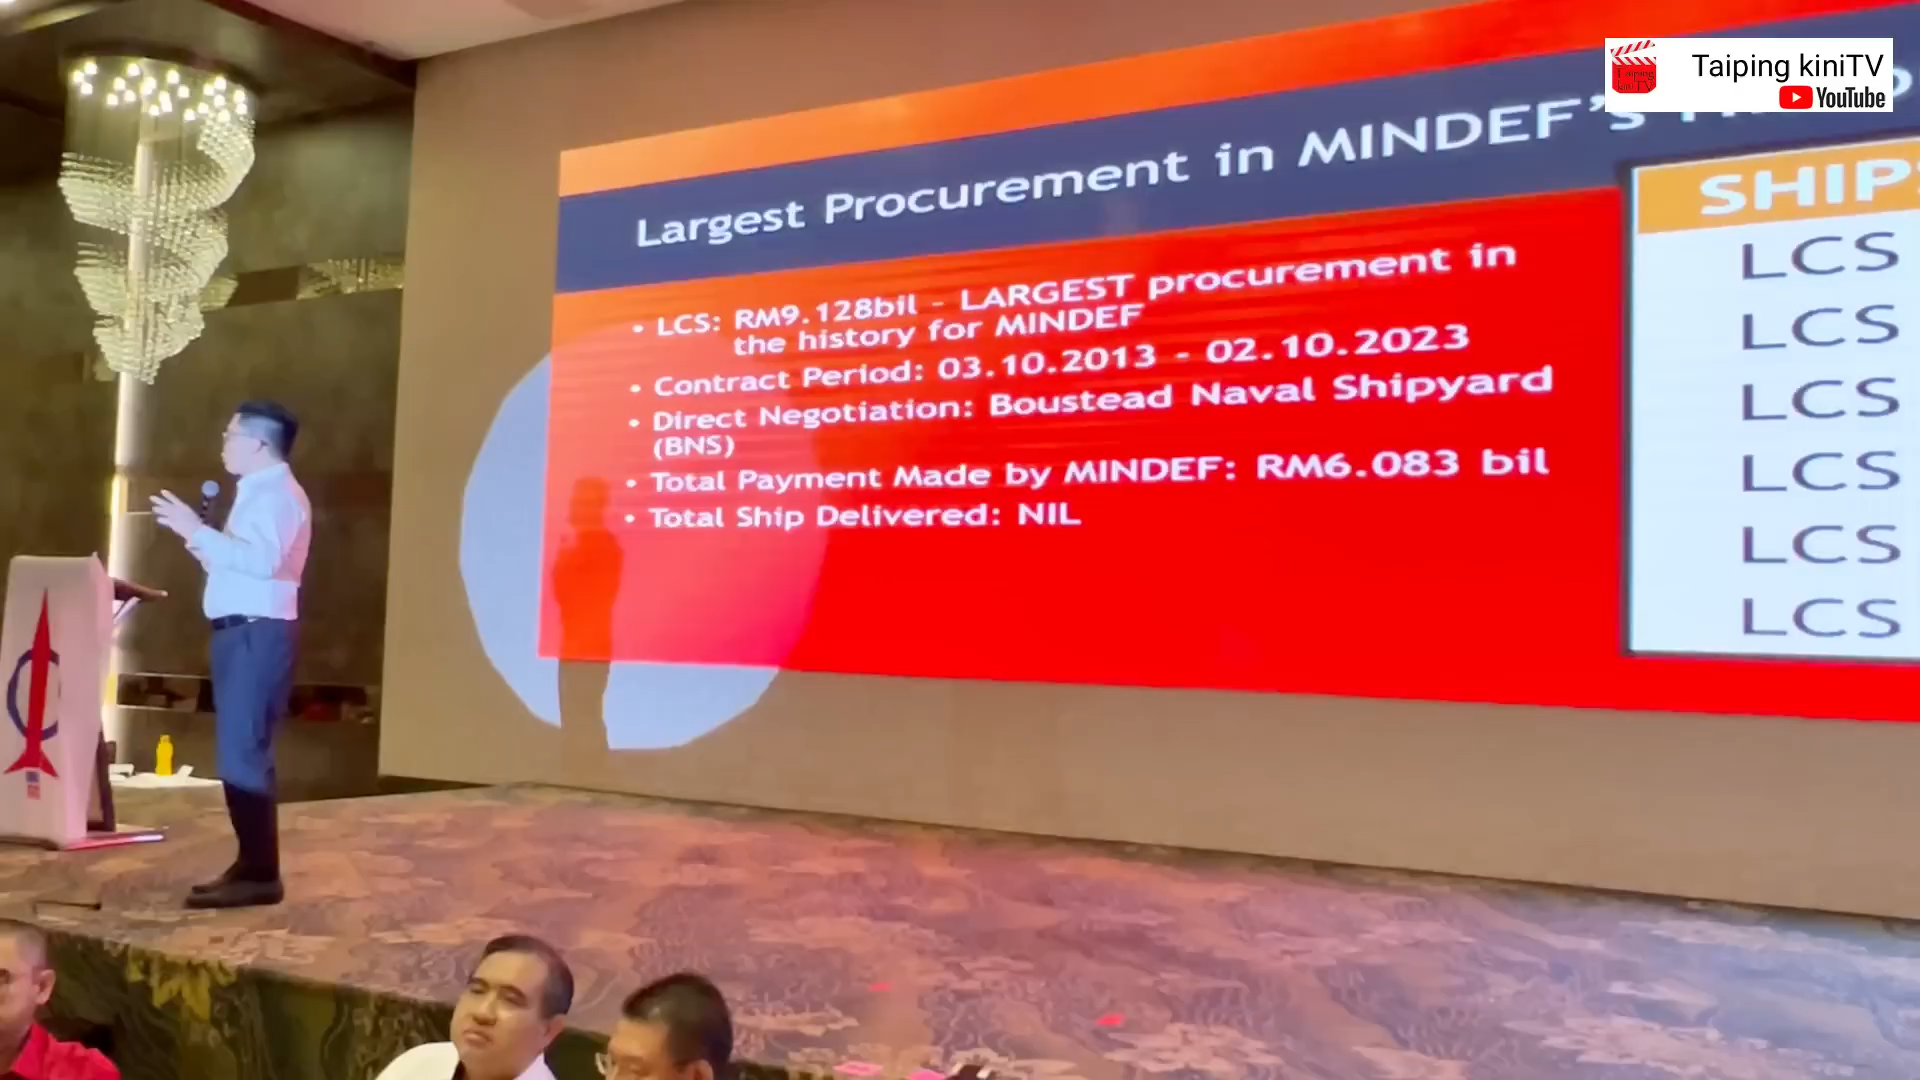 Taiping kiniTV
YouTube
Taiping
kiniTV
Largest Procurement in MINDEF's
• LCS: RM9.128bil - LARGEST procurement in
the history for MINDEF
• Contract Period: 03.10.2013 - 02.10.2023
• Direct Negotiation: Boustead Naval Shipyard
(BNS)
• Total Payment Made by MINDEF: RM6.083 bil
• Total Ship Delivered: NIL
SHIP
LCS
LCS
LCS
LCS
LCS
LCS